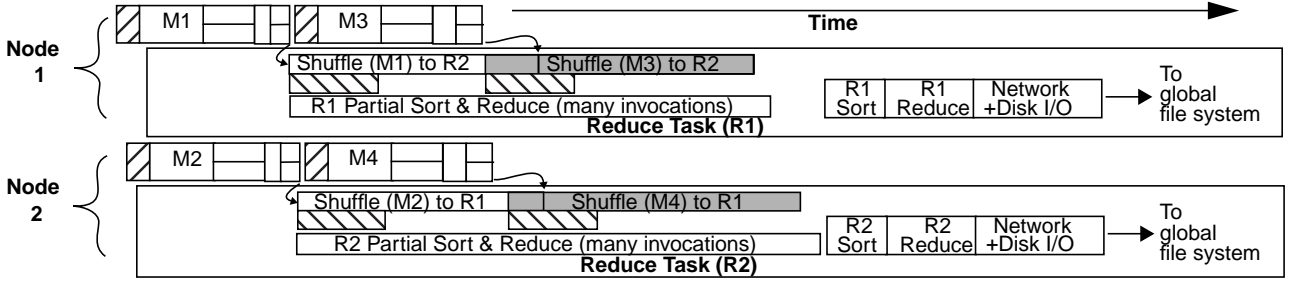 M1
M3
Time
Node
1
Shuffle (M1) to R2
Shuffle (M3) to R2
R1 Partial Sort & Reduce (many invocations)
R1
Sort
R1
Reduce
Network
+Disk I/O
To
global
file system
Reduce Task (R1)
M2
M4
Node
2
Shuffle (M2) to R1
Shuffle (M4) to R1
R2 Partial Sort & Reduce (many invocations)
R2
Sort
R2
Reduce
Network
+Disk I/O
To
global
file system
Reduce Task (R2)